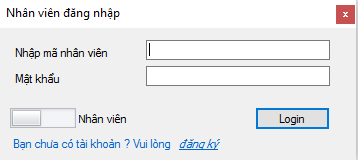 Nhân viên đăng nhập
x
Nhập mã nhân viên
Mật khẩu
Nhân viên
Login
Bạn chưa có tài khoản ? Vui lòng đăng ký